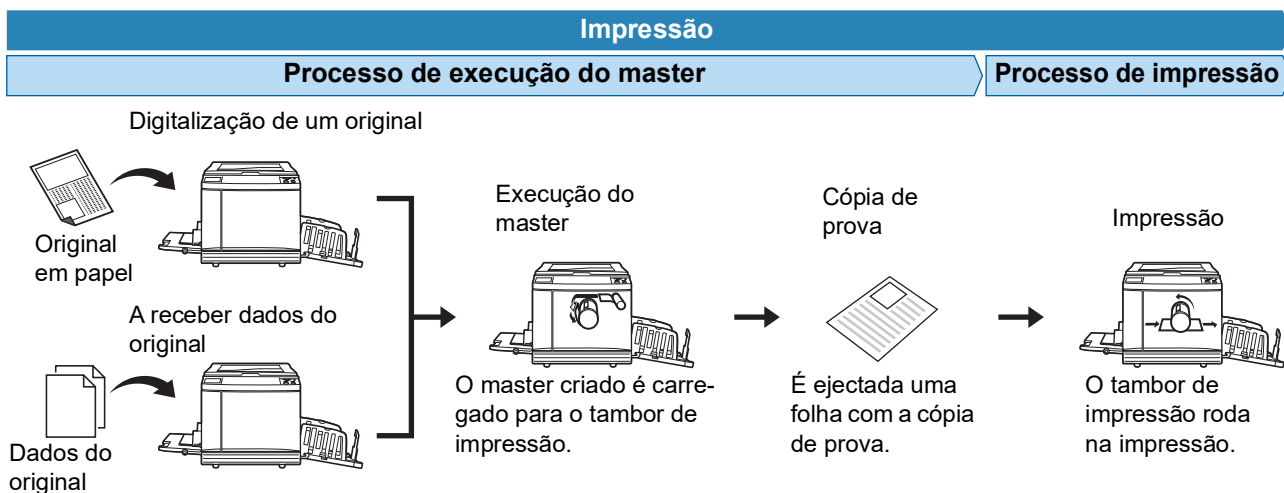 Impressão
Processo de execução do master
Processo de impressão
Digitalização de um original
Original
em papel
A receber dados do
original
Dados do
original
Execução do
master
O master criado é carre-
gado para o tambor de
impressão.
Cópia de
prova
É ejectada uma
folha com a cópia
de prova.
Impressão
O tambor de
impressão roda
na impressão.